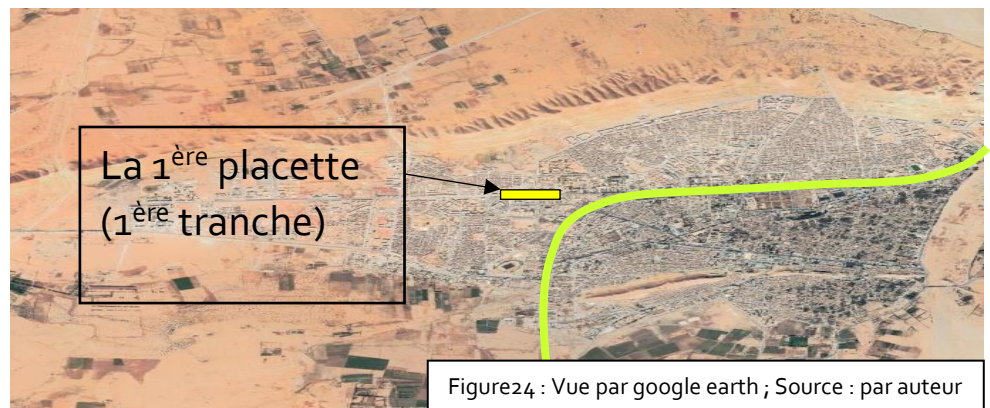 La 1ère placette
(1ère tranche)
Figure24 : Vue par google earth ; Source : par auteur